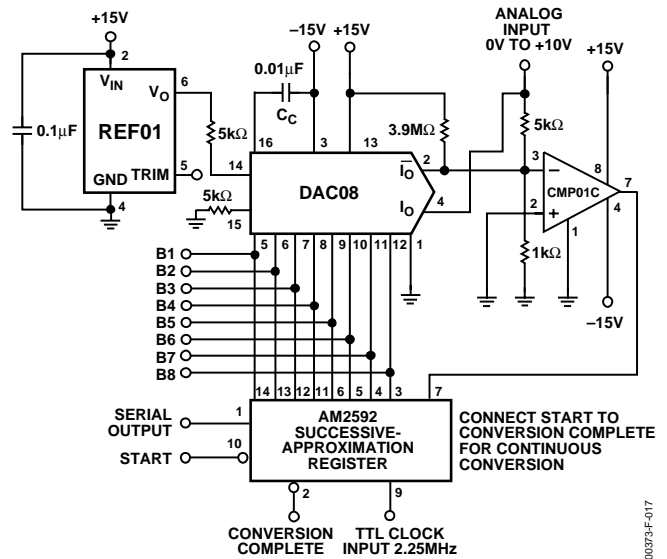 +15V
2
V_IN
V_O
6
REF01
0.1μF
TRIM
5
GND
4
5kΩ
5kΩ
–15V
+15V
0.01μF
C_C
16
3
13
14
15
DAC08
3.9MΩ
I̅_O̅
2
I_O
4
5 6 7 8 9 10 11 12 1
ANALOG
INPUT
0V TO +10V
+15V
5kΩ
3
–
8
CMP01C
7
2
+
4
1
1kΩ
–15V
B1
B2
B3
B4
B5
B6
B7
B8
14 13 12 11 6 5 4 3 7
SERIAL
OUTPUT
1
START
10
AM2592
SUCCESSIVE-
APPROXIMATION
REGISTER
CONNECT START TO
CONVERSION COMPLETE
FOR CONTINUOUS
CONVERSION
2
9
CONVERSION
COMPLETE
TTL CLOCK
INPUT 2.25MHz
00373-F-017